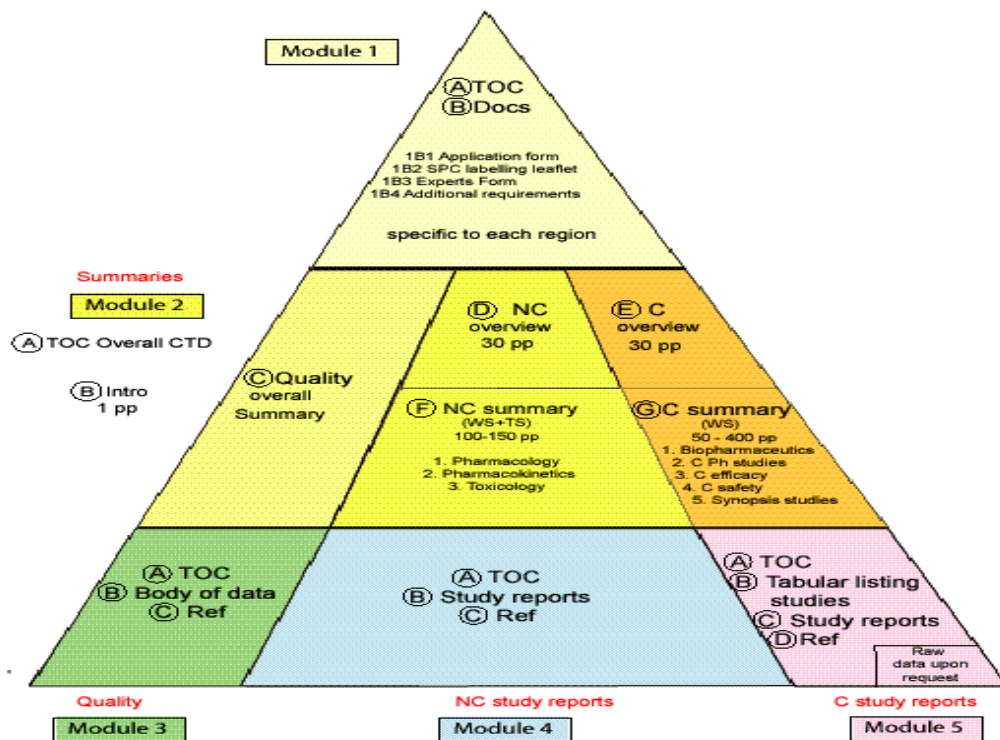 Module 1
Ⓐ TOC
Ⓑ Docs
1B1 Application form
1B2 SPC labelling leaflet
1B3 Experts Form
1B4 Additional requirements
specific to each region
Summaries
Module 2
Ⓐ TOC Overall CTD
Ⓑ Intro
1 pp
Ⓒ Quality
overall
Summary
Ⓓ NC
overview
30 pp
Ⓔ C
overview
30 pp
Ⓕ NC summary
(WS+TS)
100-150 pp
1. Pharmacology
2. Pharmacokinetics
3. Toxicology
Ⓖ C summary
(WS)
50 - 400 pp
1. Biopharmaceutics
2. C Ph studies
3. C efficacy
4. C safety
5. Synopsis studies
Ⓐ TOC
Ⓑ Body of data
Ⓒ Ref
Ⓐ TOC
Ⓑ Study reports
Ⓒ Ref
Ⓐ TOC
Ⓑ Tabular listing
studies
Ⓒ Study reports
Ⓓ Ref
Raw
data upon
request
Quality
Module 3
NC study reports
Module 4
C study reports
Module 5